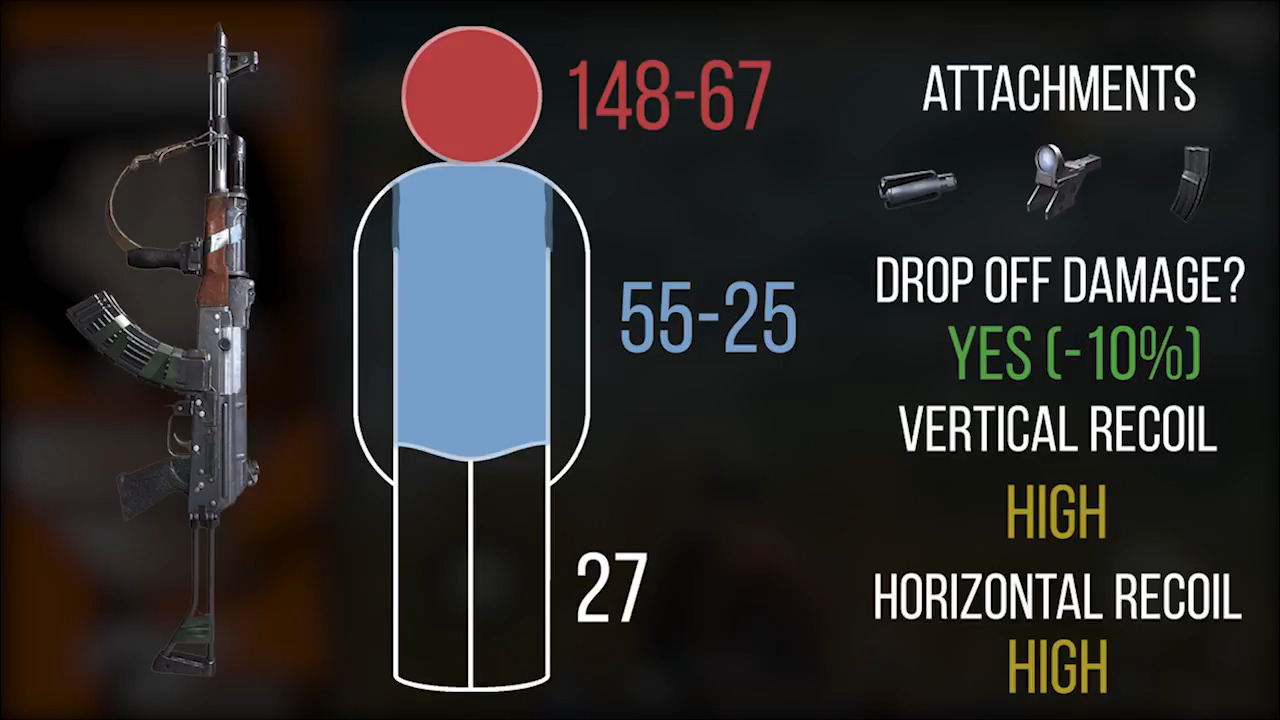 148-67
55-25
27
ATTACHMENTS
DROP OFF DAMAGE?
YES (-10%)
VERTICAL RECOIL
HIGH
HORIZONTAL RECOIL
HIGH